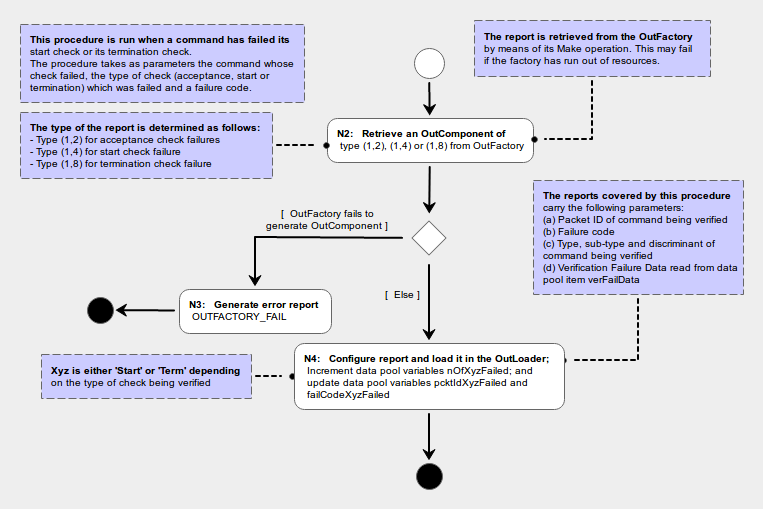 This procedure is run when a command has failed its
start check or its termination check.
The procedure takes as parameters the command whose
check failed, the type of check (acceptance, start or
termination) which was failed and a failure code.
The report is retrieved from the OutFactory
by means of its Make operation. This may fail
if the factory has run out of resources.
The type of the report is determined as follows:
- Type (1,2) for acceptance check failures
- Type (1,4) for start check failure
- Type (1,8) for termination check failure
N2: Retrieve an OutComponent of
type (1,2), (1,4) or (1,8) from OutFactory
The reports covered by this procedure
carry the following parameters:
(a) Packet ID of command being verified
(b) Failure code
(c) Type, sub-type and discriminant of
command being verified
(d) Verification Failure Data read from data
pool item verFailData
[ OutFactory fails to
generate OutComponent ]
[ Else ]
N3: Generate error report
OUTFACTORY_FAIL
N4: Configure report and load it in the OutLoader;
Increment data pool variables nOfXyzFailed; and
update data pool variables pcktIdXyzFailed and
failCodeXyzFailed
Xyz is either 'Start' or 'Term' depending
on the type of check being verified